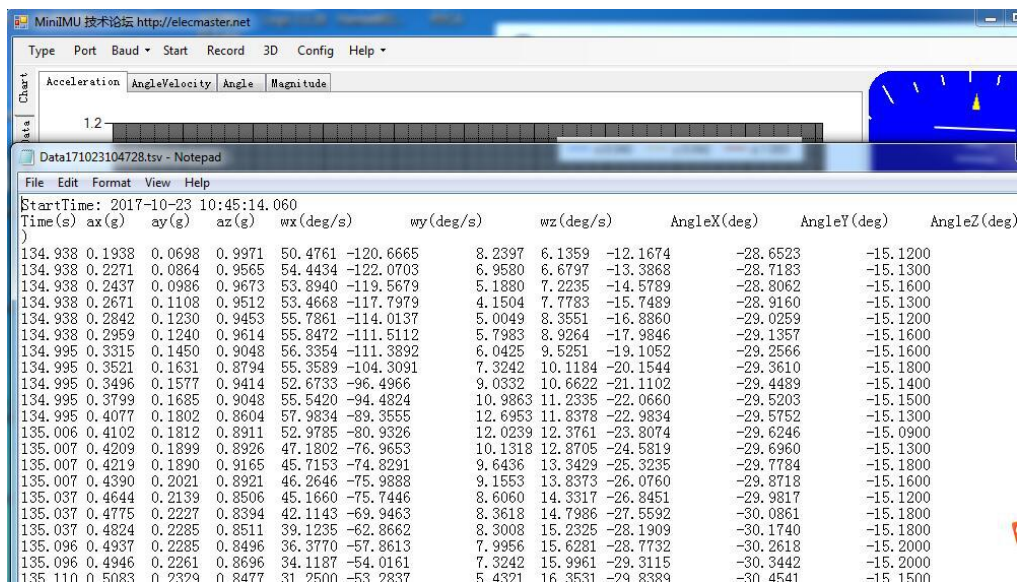 MiniIMU 技术论坛 http://elecmaster.net
Type Port Baud Start Record 3D Config Help
Chart
Data
Acceleration AngleVelocity Angle Magnitude
1.2
Data171023104728.tsv - Notepad
File Edit Format View Help
StartTime: 2017-10-23 10:45:14.060
Time(s) ax(g) ay(g) az(g) wx(deg/s) wy(deg/s) wz(deg/s) AngleX(deg) AngleY(deg) AngleZ(deg)
)
134.938 0.1938 0.0698 0.9971 50.4761 -120.6665 8.2397 6.1359 -12.1674 -28.6523 -15.1200
134.938 0.2271 0.0864 0.9565 54.4434 -122.0703 6.9580 6.6797 -13.3868 -28.7183 -15.1300
134.938 0.2437 0.0986 0.9673 53.8940 -119.5679 5.1880 7.2235 -14.5789 -28.8062 -15.1600
134.938 0.2671 0.1108 0.9512 53.4668 -117.7979 4.1504 7.7783 -15.7489 -28.9160 -15.1300
134.938 0.2842 0.1230 0.9453 55.7861 -114.0137 5.0049 8.3551 -16.8860 -29.0259 -15.1200
134.938 0.2959 0.1240 0.9614 55.8472 -111.5112 5.7983 8.9264 -17.9846 -29.1357 -15.1600
134.995 0.3315 0.1450 0.9048 56.3354 -111.3892 6.0425 9.5251 -19.1052 -29.2566 -15.1600
134.995 0.3521 0.1631 0.8794 55.3589 -104.3091 7.3242 10.1184 -20.1544 -29.3610 -15.1800
134.995 0.3496 0.1577 0.9414 52.6733 -96.4966 9.0332 10.6622 -21.1102 -29.4489 -15.1400
134.995 0.3799 0.1685 0.9048 55.5420 -94.4824 10.9863 11.2335 -22.0660 -29.5203 -15.1500
134.995 0.4077 0.1802 0.8604 57.9834 -89.3555 12.6953 11.8378 -22.9834 -29.5752 -15.1300
135.006 0.4102 0.1812 0.8911 52.9785 -80.9326 12.0239 12.3761 -23.8074 -29.6246 -15.0900
135.007 0.4209 0.1899 0.8926 47.1802 -76.9653 10.1318 12.8705 -24.5819 -29.6960 -15.1300
135.007 0.4219 0.1890 0.9165 45.7153 -74.8291 9.6436 13.3429 -25.3235 -29.7784 -15.1800
135.007 0.4390 0.2021 0.8921 46.2646 -75.9888 9.1553 13.8373 -26.0760 -29.8718 -15.1600
135.037 0.4644 0.2139 0.8506 45.1660 -75.7446 8.6060 14.3317 -26.8451 -29.9817 -15.1200
135.037 0.4775 0.2227 0.8394 42.1143 -69.9463 8.3618 14.7986 -27.5592 -30.0861 -15.1800
135.037 0.4824 0.2285 0.8511 39.1235 -62.8662 8.3008 15.2325 -28.1909 -30.1740 -15.1800
135.096 0.4937 0.2285 0.8496 36.3770 -57.8613 7.9956 15.6281 -28.7732 -30.2618 -15.2000
135.096 0.4946 0.2261 0.8696 34.1187 -54.0161 7.3242 15.9961 -29.3115 -30.3442 -15.2000
135.110 0.5083 0.2329 0.8477 31.2500 -53.2837 5.4321 16.3531 -29.8389 -30.4541 -15.1500